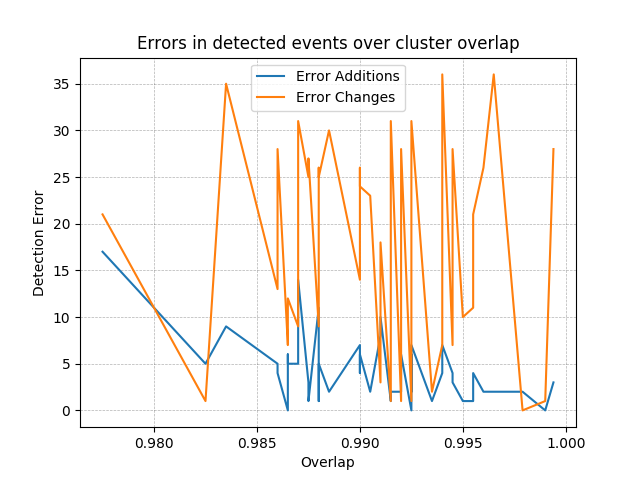 Errors in detected events over cluster overlap
Error Additions
Error Changes
Detection Error
35
30
25
20
15
10
5
0
0.980 0.985 0.990 0.995 1.000
Overlap